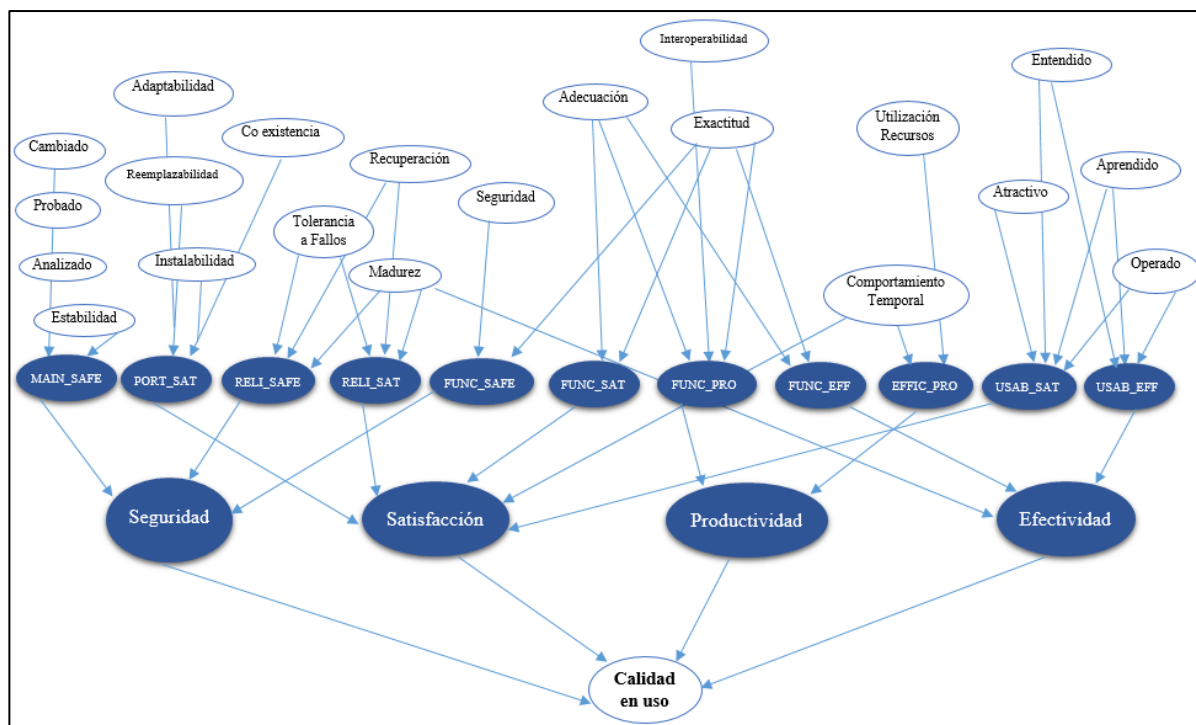 Interoperabilidad
Entendido
Adaptabilidad
Adecuación
Exactitud
Utilización
Recursos
Co existencia
Cambiado
Recuperación
Aprendido
Reemplazabilidad
Seguridad
Atractivo
Probado
Tolerancia
a Fallos
Analizado
Instalabilidad
Madurez
Operado
Comportamiento
Temporal
Estabilidad
MAIN_SAFE
PORT_SAT
RELI_SAFE
RELI_SAT
FUNC_SAFE
FUNC_SAT
FUNC_PRO
FUNC_EFF
EFFIC_PRO
USAB_SAT
USAB_EFF
Seguridad
Satisfacción
Productividad
Efectividad
Calidad
en uso